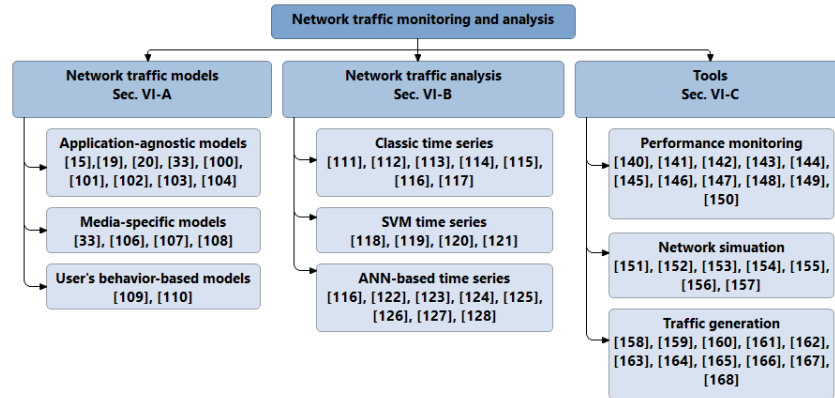 Network traffic monitoring and analysis
Network traffic models
Sec. VI-A
Application-agnostic models
[15],[19], [20], [33], [100],
[101], [102], [103], [104]
Media-specific models
[33], [106], [107], [108]
User's behavior-based models
[109], [110]
Network traffic analysis
Sec. VI-B
Classic time series
[111], [112], [113], [114], [115],
[116], [117]
SVM time series
[118], [119], [120], [121]
ANN-based time series
[116], [122], [123], [124], [125],
[126], [127], [128]
Tools
Sec. VI-C
Performance monitoring
[140], [141], [142], [143], [144],
[145], [146], [147], [148], [149],
[150]
Network simuation
[151], [152], [153], [154], [155],
[156], [157]
Traffic generation
[158], [159], [160], [161], [162],
[163], [164], [165], [166], [167],
[168]